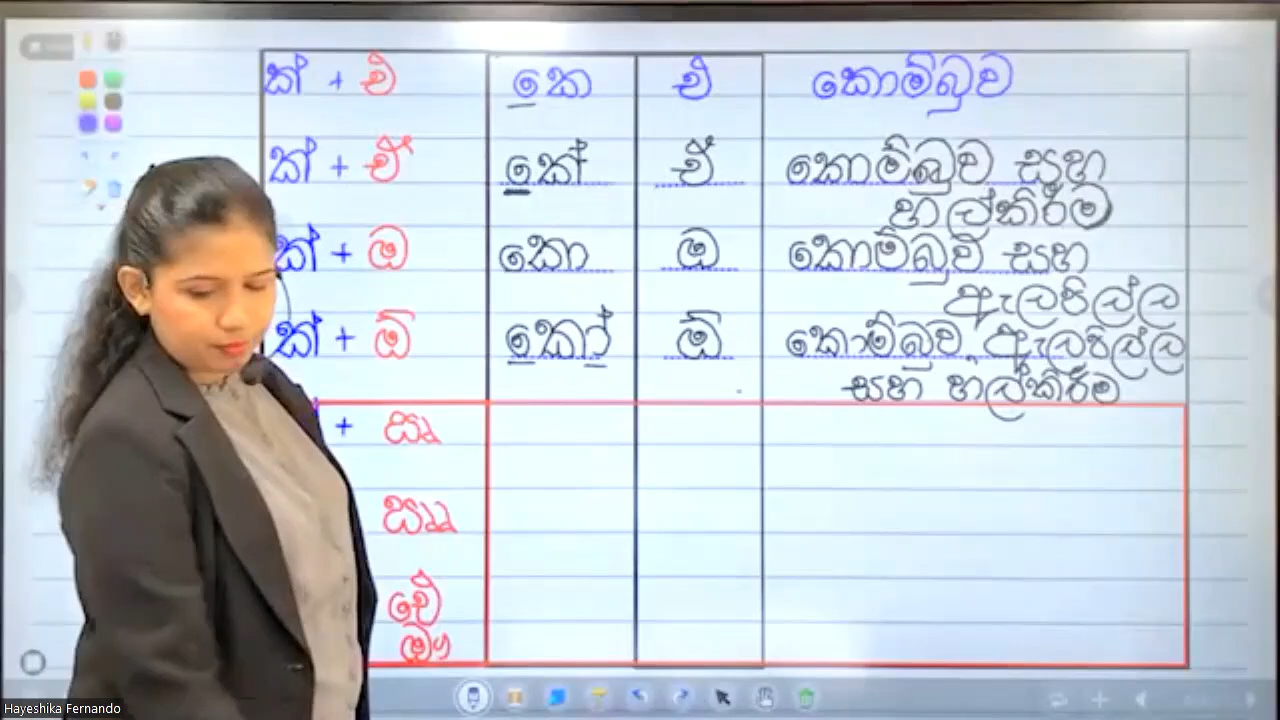 ක් + එ කෙ එ කොම්බුව
ක් + ඒ කේ ඒ කොම්බුව සහ
හල්කිරීම
ක් + ඔ කො ඔ කොම්බුව සහ
ඇලපිල්ල
ක් + ඕ කෝ ඕ කොම්බුව, ඇලපිල්ල
සහ හල්කිරීම
+ ඍ
ඎ
ඓ
ඖ
Hayeshika Fernando